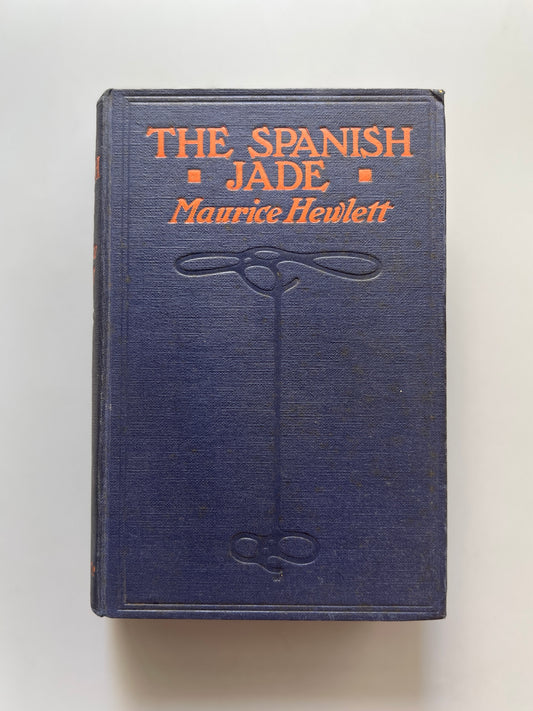 THE SPANISH
▪ JADE ▪
Maurice Hewlett